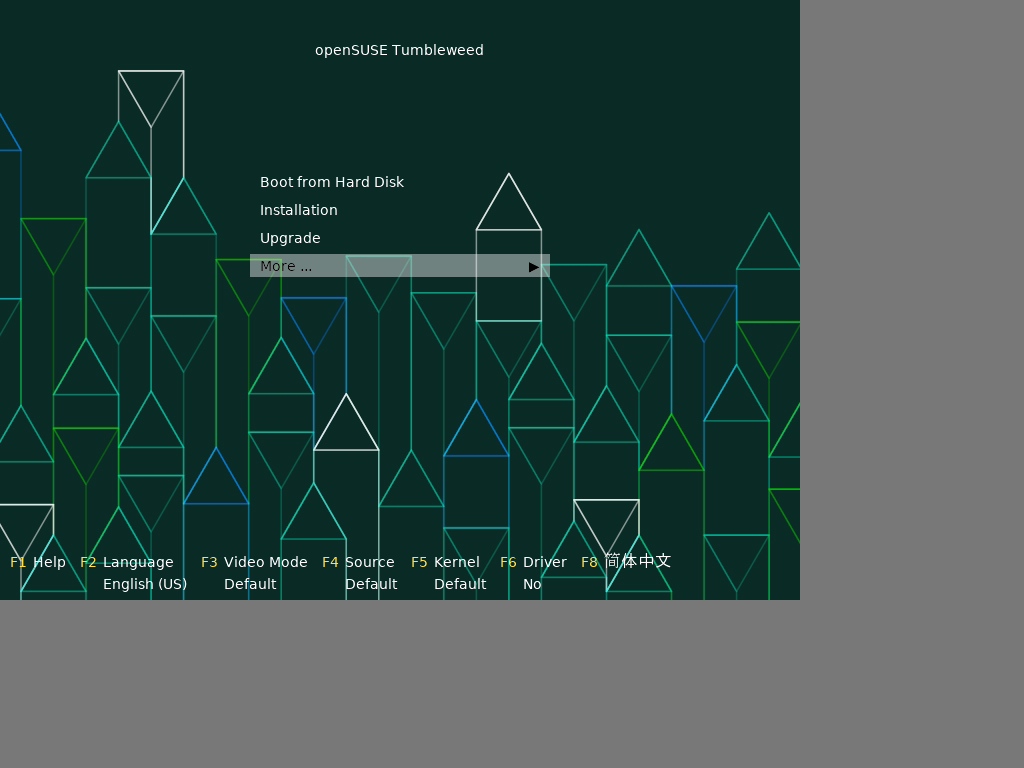 openSUSE Tumbleweed
Boot from Hard Disk
Installation
Upgrade
More ...
F1 Help F2 Language F3 Video Mode F4 Source F5 Kernel F6 Driver F8 简体中文
English (US) Default Default Default No